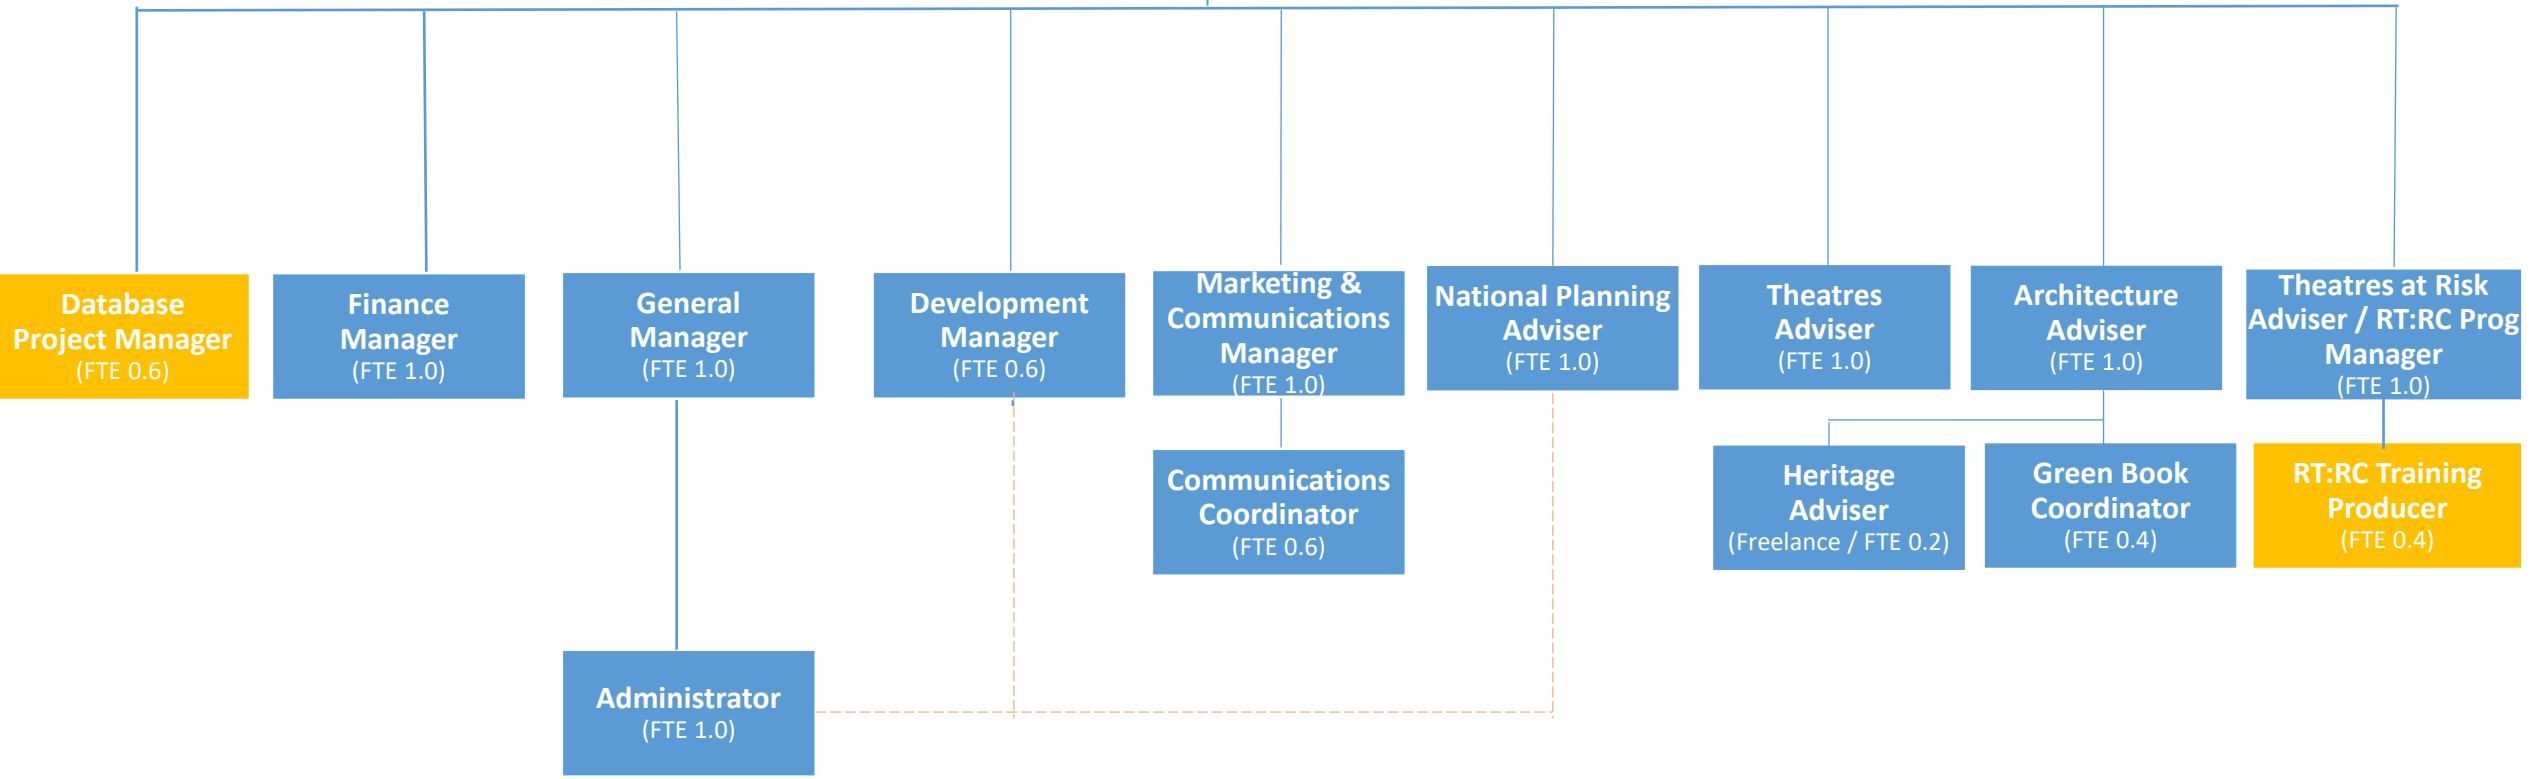 Database
Project Manager
(FTE 0.6)
Finance
Manager
(FTE 1.0)
General
Manager
(FTE 1.0)
Development
Manager
(FTE 0.6)
Marketing &
Communications
Manager
(FTE 1.0)
National Planning
Adviser
(FTE 1.0)
Theatres
Adviser
(FTE 1.0)
Architecture
Adviser
(FTE 1.0)
Theatres at Risk
Adviser / RT:RC Prog
Manager
(FTE 1.0)
Communications
Coordinator
(FTE 0.6)
Heritage
Adviser
(Freelance / FTE 0.2)
Green Book
Coordinator
(FTE 0.4)
RT:RC Training
Producer
(FTE 0.4)
Administrator
(FTE 1.0)